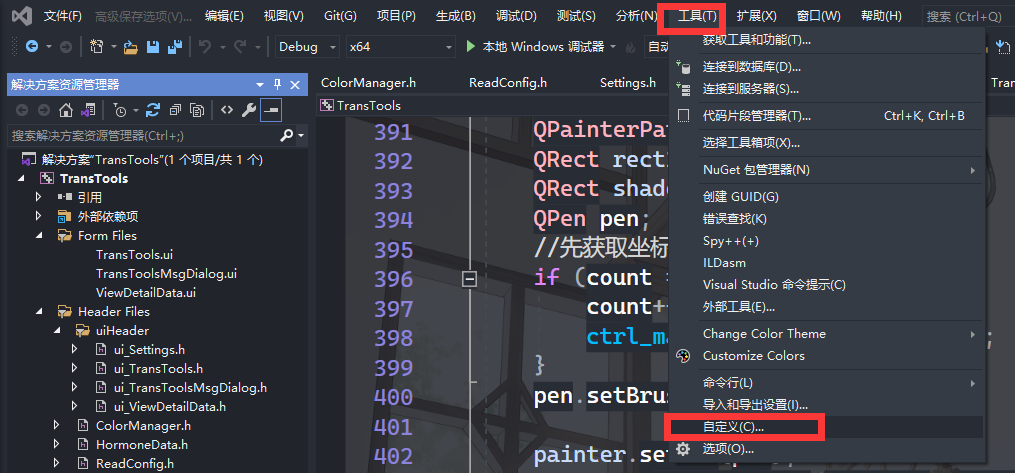 高级保存选项(V)... 文件(F) 编辑(E) 视图(V) Git(G) 项目(P) 生成(B) 调试(D) 测试(S) 分析(N) 工具(T) 扩展(X) 窗口(W) 帮助(H) 搜索 (Ctrl+Q)
Debug x64 本地 Windows 调试器 自动
解决方案资源管理器
搜索解决方案资源管理器(Ctrl+;)
解决方案"TransTools"(1 个项目/共 1 个)
TransTools
引用
外部依赖项
Form Files
TransTools.ui
TransToolsMsgDialog.ui
ViewDetailData.ui
Header Files
uiHeader
ui_Settings.h
ui_TransTools.h
ui_TransToolsMsgDialog.h
ui_ViewDetailData.h
ColorManager.h
HormoneData.h
ReadConfig.h
ColorManager.h ReadConfig.h Settings.h Tran
TransTools
391 QPainterPa
392 QRect recti
393 QRect shado
394 QPen pen;
395 //先获取坐标
396 if (count
397 count++
398 ctrl_ma ;
399 }
400 pen.setBrus
401
402 painter.set
获取工具和功能(T)...
连接到数据库(D)...
连接到服务器(S)...
代码片段管理器(T)... Ctrl+K, Ctrl+B
选择工具箱项(X)...
NuGet 包管理器(N)
创建 GUID(G)
错误查找(K)
Spy++(+)
ILDasm
Visual Studio 命令提示(C)
外部工具(E)...
Change Color Theme
Customize Colors
命令行(L)
导入和导出设置(I)...
自定义(C)...
选项(O)...